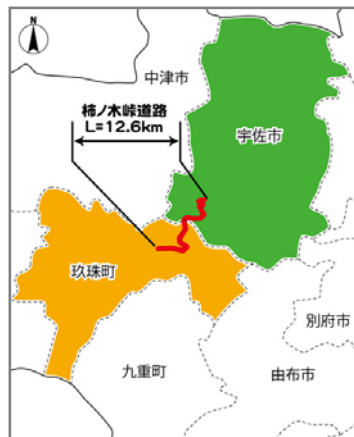 N
中津市
柿ノ木峠道路
L=12.6km
宇佐市
玖珠町
別府市
九重町
由布市